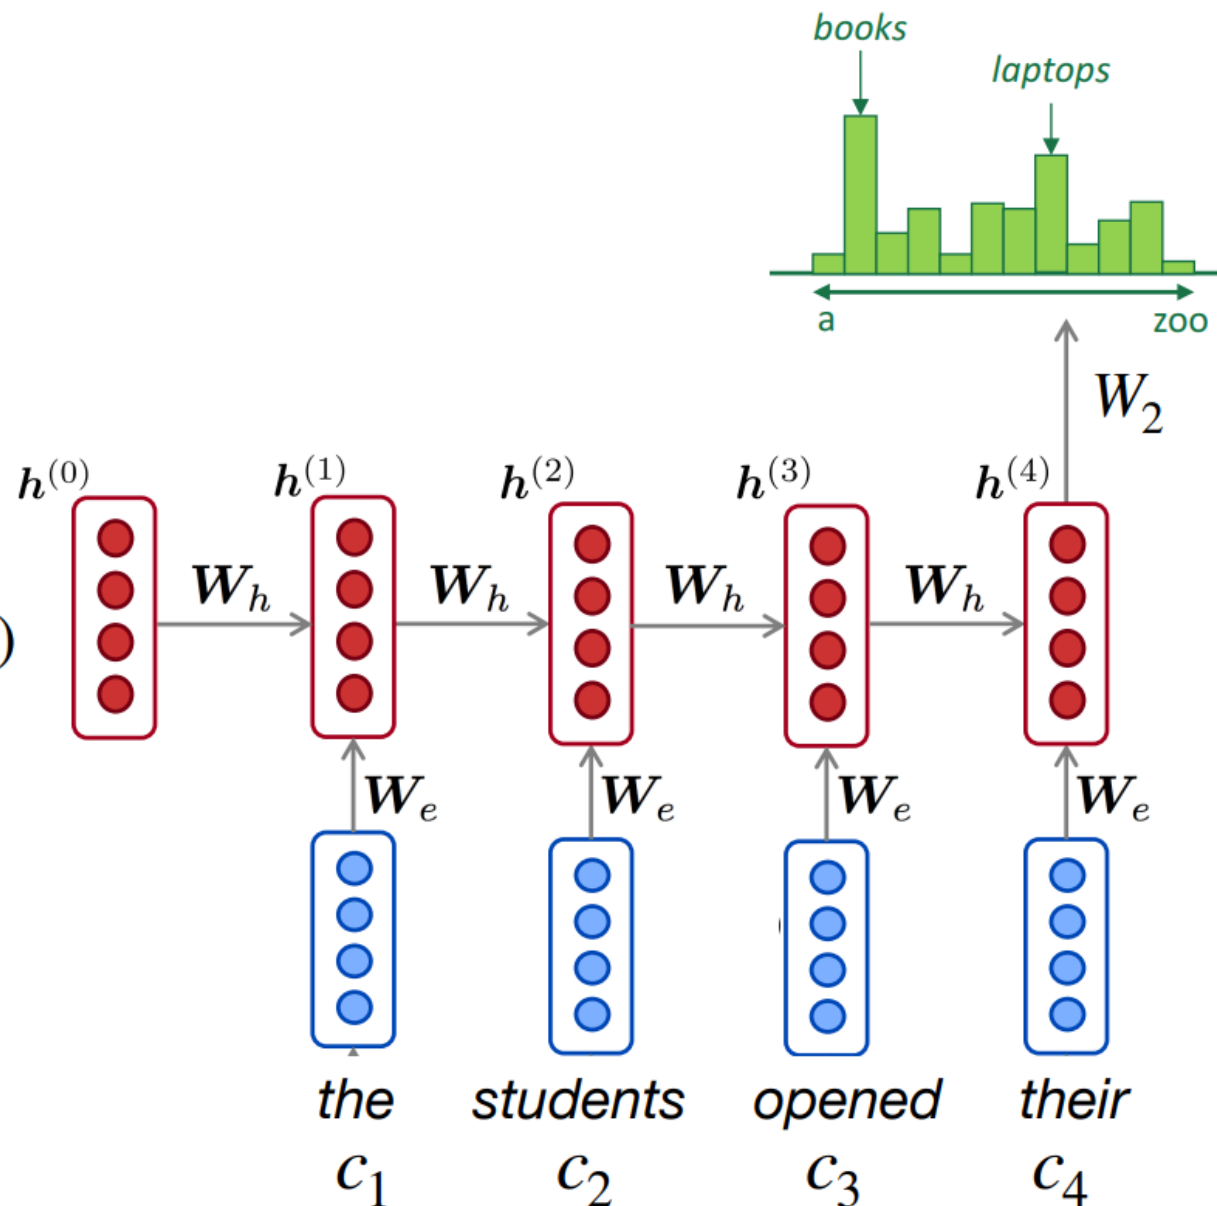 books
laptops
a zoo
W₂
h⁽⁰⁾ h⁽¹⁾ h⁽²⁾ h⁽³⁾ h⁽⁴⁾
) Wₕ Wₕ Wₕ Wₕ
Wₑ Wₑ Wₑ Wₑ
the students opened their
c₁ c₂ c₃ c₄